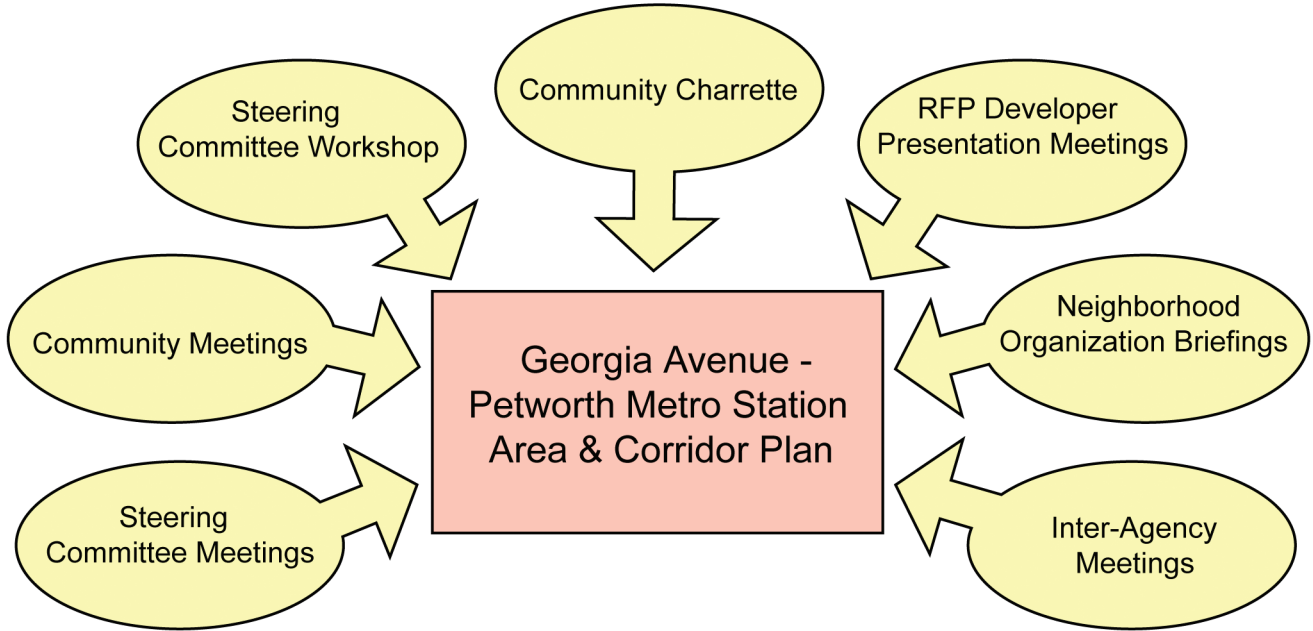 Community Charrette
Steering
Committee Workshop
RFP Developer
Presentation Meetings
Community Meetings
Neighborhood
Organization Briefings
Georgia Avenue -
Petworth Metro Station
Area & Corridor Plan
Steering
Committee Meetings
Inter-Agency
Meetings